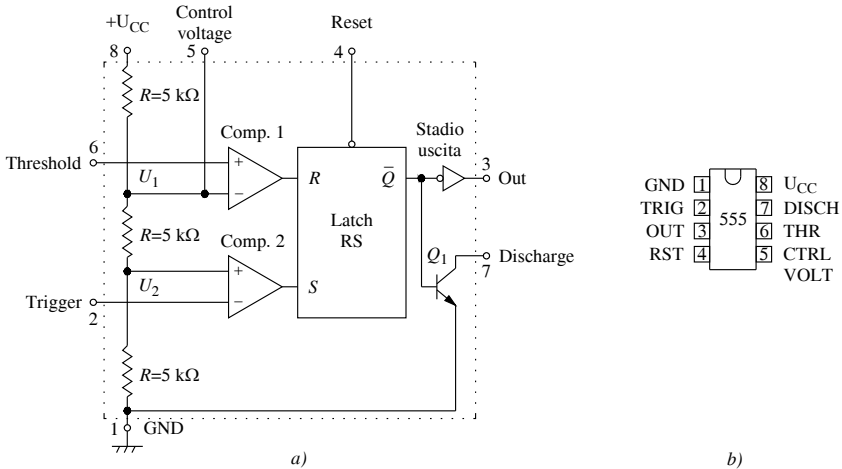 +U_CC
8
Control
voltage
5
Reset
4
R=5 kΩ
6
Threshold
Comp. 1
+
−
U_1
R
Q̄
Stadio
uscita
3
Out
R=5 kΩ
Latch
RS
Comp. 2
+
−
U_2
S
Q_1
Discharge
7
Trigger
2
R=5 kΩ
1
GND
a)
GND 1 8 U_CC
TRIG 2 555 7 DISCH
OUT 3 6 THR
RST 4 5 CTRL
VOLT
b)